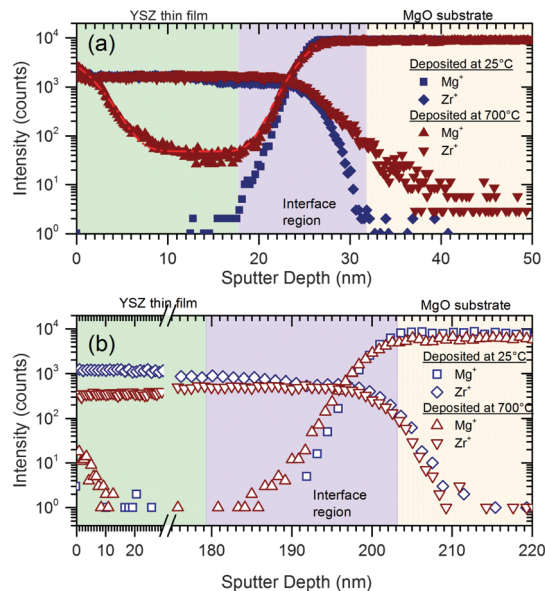 YSZ thin film
MgO substrate
(a)
Intensity (counts)
10⁴
10³
10²
10¹
10⁰
Deposited at 25°C
Mg⁺
Zr⁺
Deposited at 700°C
Mg⁺
Zr⁺
Interface
region
0 10 20 30 40 50
Sputter Depth (nm)
YSZ thin film
MgO substrate
(b)
Intensity (counts)
10⁴
10³
10²
10¹
10⁰
Deposited at 25°C
Mg⁺
Zr⁺
Deposited at 700°C
Mg⁺
Zr⁺
Interface
region
0 10 20 180 190 200 210 220
Sputter Depth (nm)